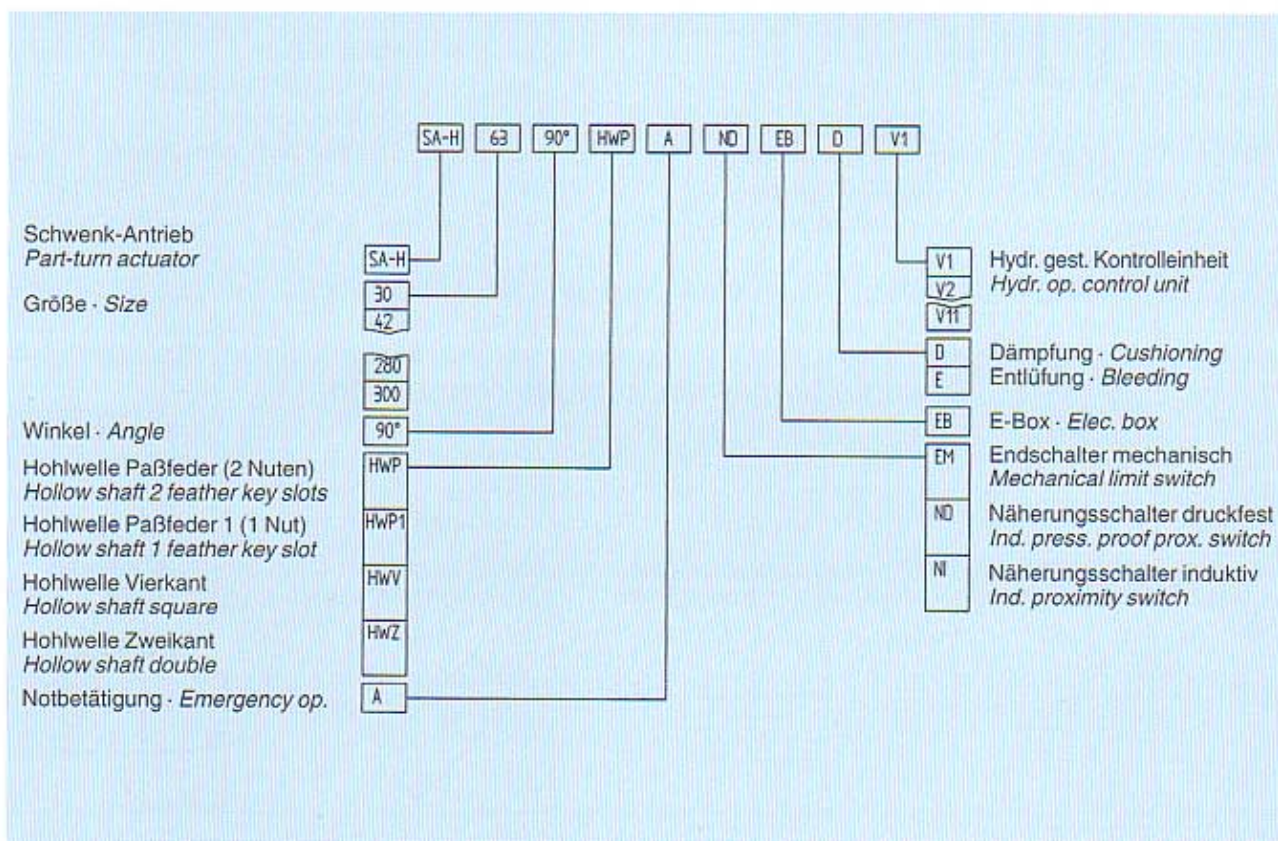 SA-H 63 90° HWP A ND EB D V1
Schwenk-Antrieb
Part-turn actuator
SA-H
Größe · Size
30
42
280
300
Winkel · Angle
90°
Hohlwelle Paßfeder (2 Nuten)
Hollow shaft 2 feather key slots
HWP
Hohlwelle Paßfeder 1 (1 Nut)
Hollow shaft 1 feather key slot
HWP1
Hohlwelle Vierkant
Hollow shaft square
HWV
Hohlwelle Zweikant
Hollow shaft double
HWZ
Notbetätigung · Emergency op.
A
V1
V2
V11
Hydr. gest. Kontrolleinheit
Hydr. op. control unit
D Dämpfung · Cushioning
E Entlüfung · Bleeding
EB E-Box · Elec. box
EM Endschalter mechanisch
Mechanical limit switch
ND Näherungsschalter druckfest
Ind. press. proof prox. switch
NI Näherungsschalter induktiv
Ind. proximity switch